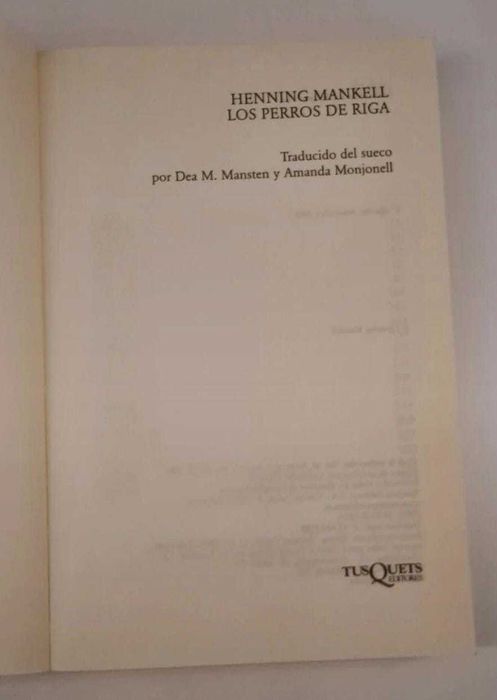 HENNING MANKELL
LOS PERROS DE RIGA
Traducido del sueco
por Dea M. Mansten y Amanda Monjonell
TUSQUETS
EDITORES